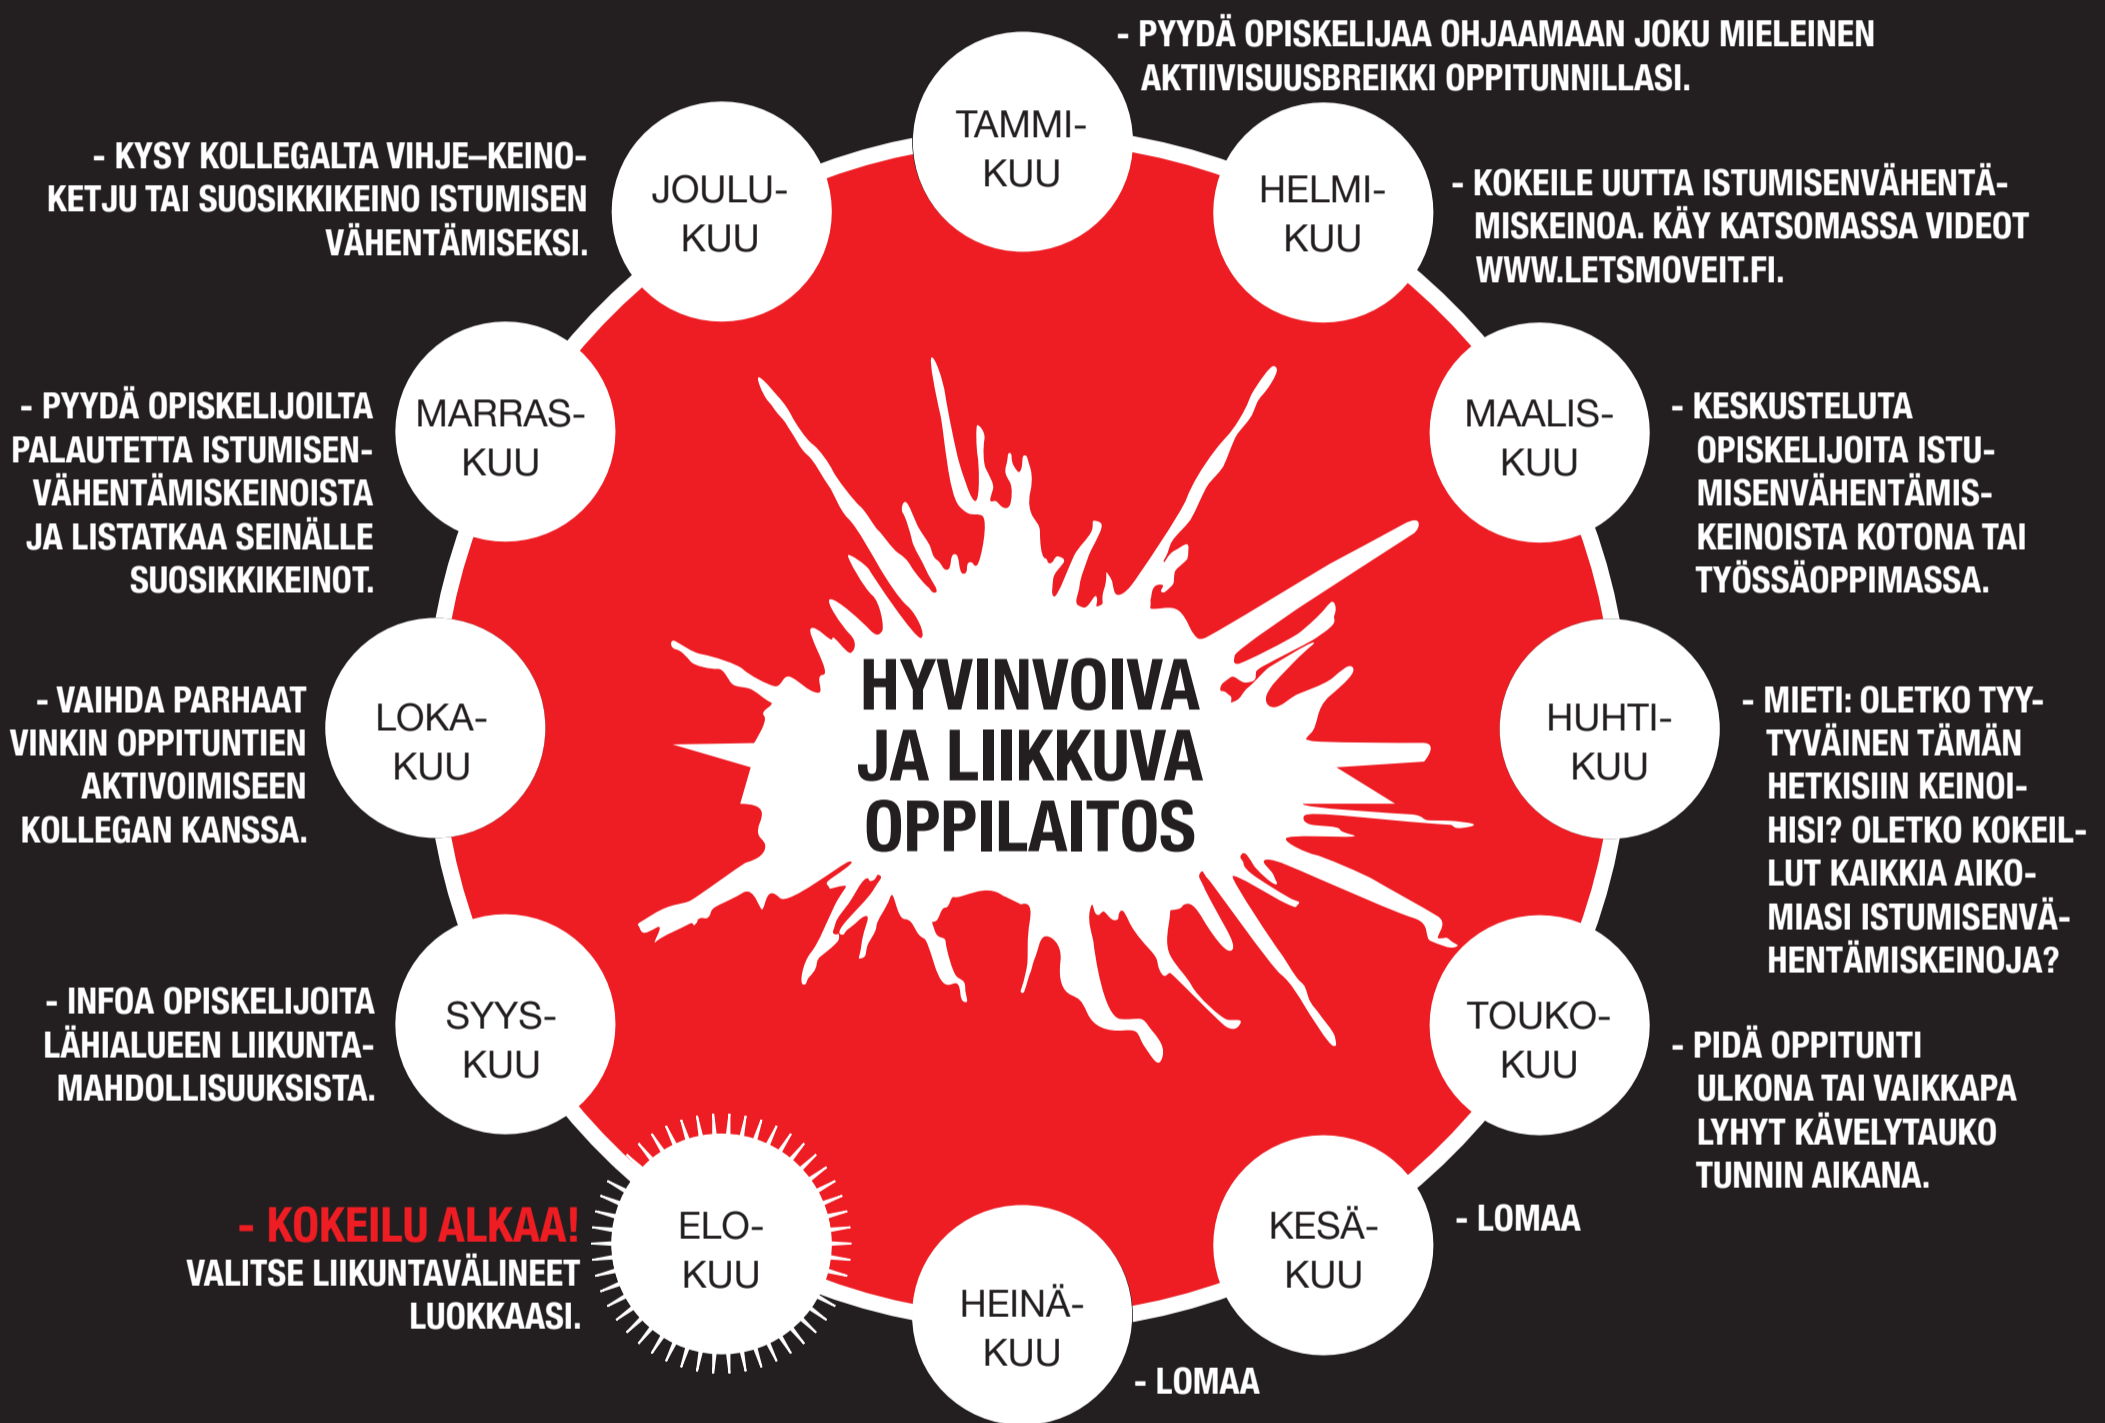 - PYYDÄ OPISKELIJAA OHJAAMAAN JOKU MIELEINEN
AKTIIVISUUSBREIKKI OPPITUNNILLASI.
TAMMI-
KUU
- KOKEILE UUTTA ISTUMISENVÄHENTÄ-
MISKEINOA. KÄY KATSOMASSA VIDEOT
WWW.LETSMOVEIT.FI.
HELMI-
KUU
- KESKUSTELUTA
OPISKELIJOITA ISTU-
MISENVÄHENTÄMIS-
KEINOISTA KOTONA TAI
TYÖSSÄOPPIMASSA.
MAALIS-
KUU
- MIETI: OLETKO TYY-
TYVÄINEN TÄMÄN
HETKISIIN KEINOI-
HISI? OLETKO KOKEIL-
LUT KAIKKIA AIKO-
MIASI ISTUMISENVÄ-
HENTÄMISKEINOJA?
HUHTI-
KUU
- PIDÄ OPPITUNTI
ULKONA TAI VAIKKAPA
LYHYT KÄVELYTAUKO
TUNNIN AIKANA.
TOUKO-
KUU
- LOMAA
KESÄ-
KUU
- LOMAA
HEINÄ-
KUU
- KOKEILU ALKAA!
VALITSE LIIKUNTAVÄLINEET
LUOKKAASI.
ELO-
KUU
- INFOA OPISKELIJOITA
LÄHIALUEEN LIIKUNTA-
MAHDOLLISUUKSISTA.
SYYS-
KUU
- VAIHDA PARHAAT
VINKIN OPPITUNTIEN
AKTIVOIMISEEN
KOLLEGAN KANSSA.
LOKA-
KUU
- PYYDÄ OPISKELIJOILTA
PALAUTETTA ISTUMISEN-
VÄHENTÄMISKEINOISTA
JA LISTATKAA SEINÄLLE
SUOSIKKIKEINOT.
MARRAS-
KUU
- KYSY KOLLEGALTA VIHJE–KEINO-
KETJU TAI SUOSIKKIKEINO ISTUMISEN
VÄHENTÄMISEKSI.
JOULU-
KUU
HYVINVOIVA
JA LIIKKUVA
OPPILAITOS